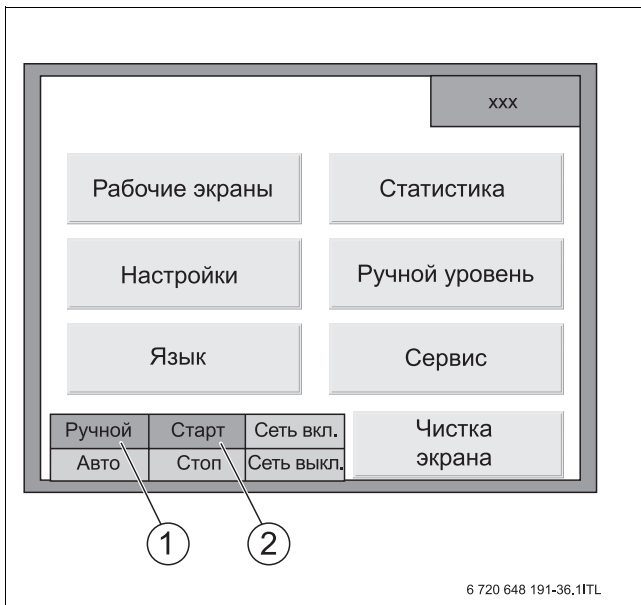 xxx
Рабочие экраны
Статистика
Настройки
Ручной уровень
Язык
Сервис
Ручной
Старт
Сеть вкл.
Авто
Стоп
Сеть выкл.
Чистка
экрана
1
2
6 720 648 191-36.1ITL